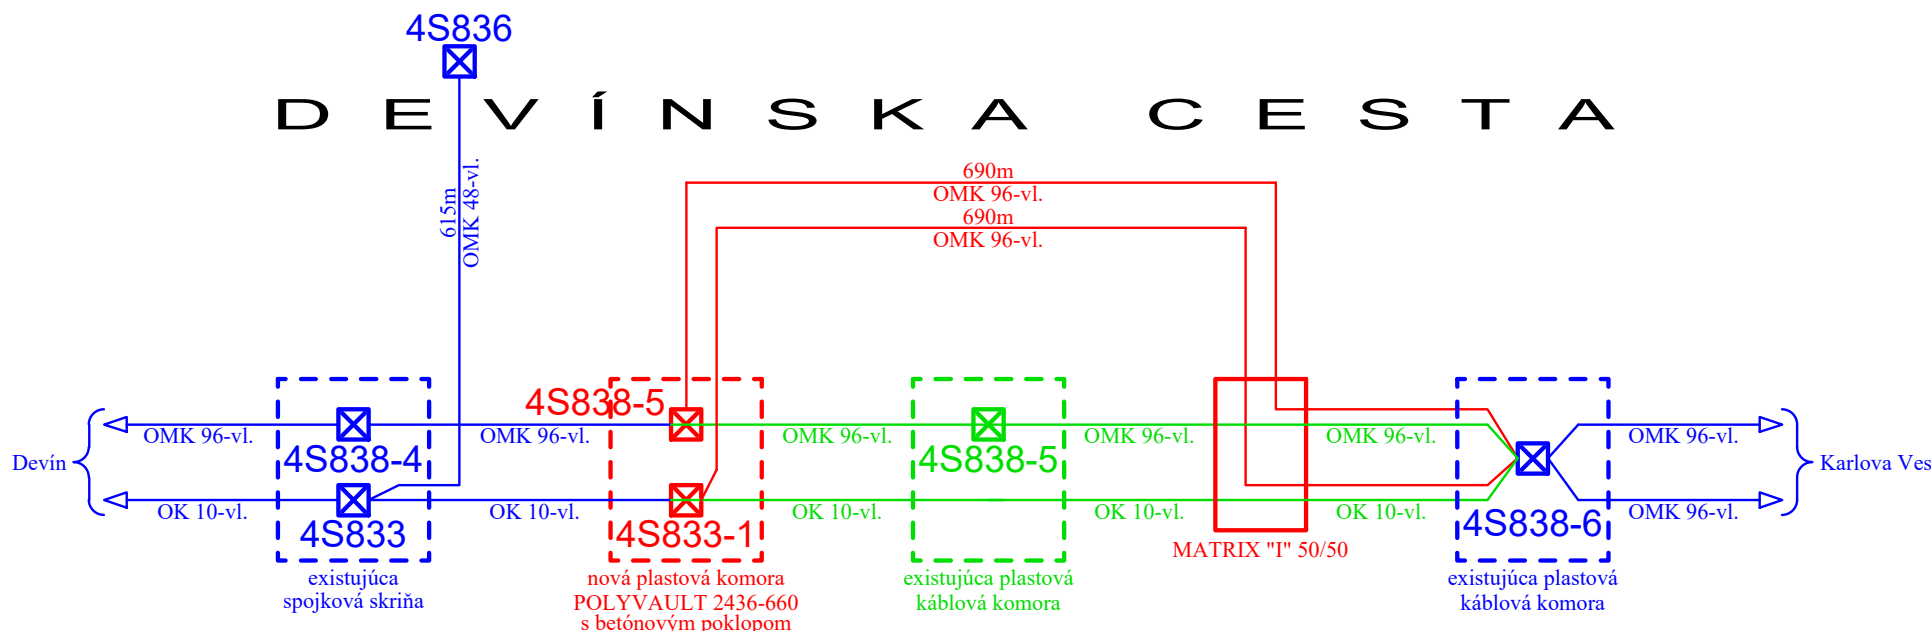 4S836
DEVÍNSKA CESTA
615m
OMK 48-vl.
690m
OMK 96-vl.
690m
OMK 96-vl.
4S838-5
OMK 96-vl.
OMK 96-vl.
OMK 96-vl.
OMK 96-vl.
OMK 96-vl.
OMK 96-vl.
Devín
4S838-4
4S838-5
Karlova Ves
OK 10-vl.
OK 10-vl.
OK 10-vl.
OK 10-vl.
OK 10-vl.
OMK 96-vl.
4S833
4S833-1
4S838-6
MATRIX "I" 50/50
existujúca
spojková skriňa
nová plastová komora
POLYVAULT 2436-660
s betónovým poklopom
existujúca plastová
káblová komora
existujúca plastová
káblová komora